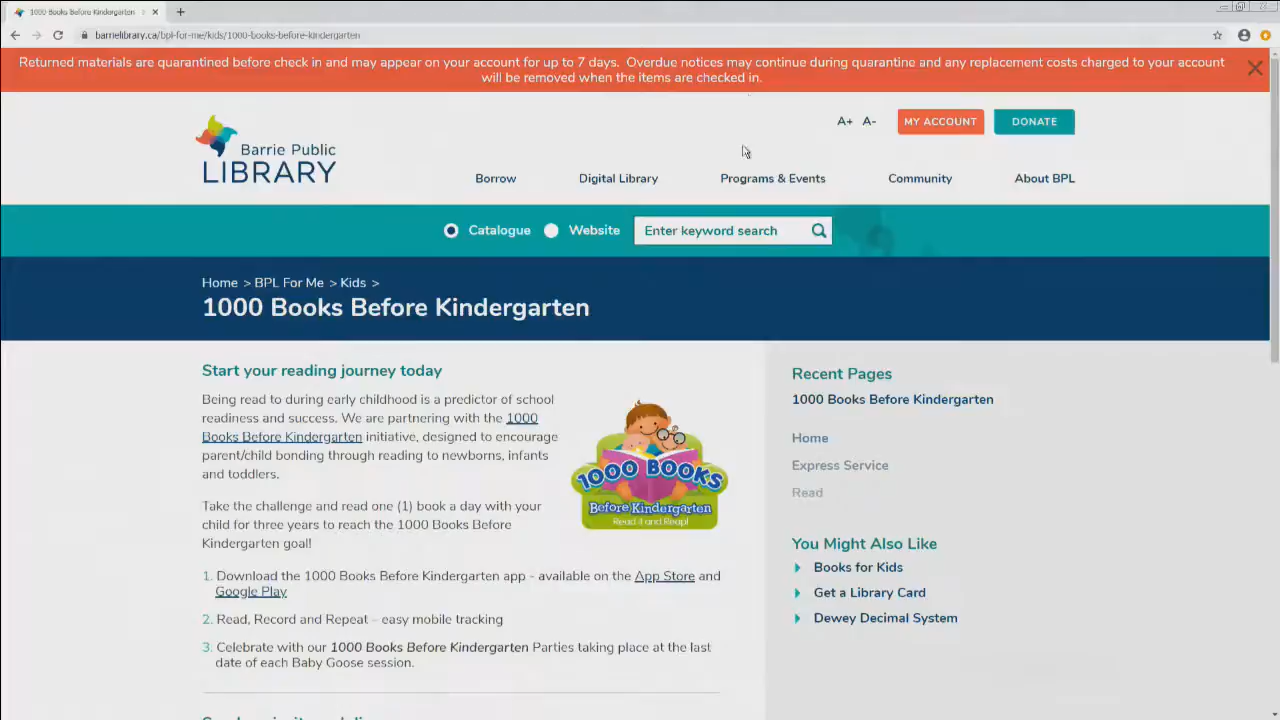 1000 Books Before Kindergarten
barrielibrary.ca/bpl-for-me/kids/1000-books-before-kindergarten
Returned materials are quarantined before check in and may appear on your account for up to 7 days. Overdue notices may continue during quarantine and any replacement costs charged to your account
will be removed when the items are checked in.
A+ A- MY ACCOUNT DONATE
Barrie Public
LIBRARY
Borrow Digital Library Programs & Events Community About BPL
Catalogue Website Enter keyword search
Home > BPL For Me > Kids >
1000 Books Before Kindergarten
Start your reading journey today
Being read to during early childhood is a predictor of school
readiness and success. We are partnering with the 1000
Books Before Kindergarten initiative, designed to encourage
parent/child bonding through reading to newborns, infants
and toddlers.
Take the challenge and read one (1) book a day with your
child for three years to reach the 1000 Books Before
Kindergarten goal!
1000 BOOKS
Before Kindergarten
Read 'em and Reap!
1. Download the 1000 Books Before Kindergarten app - available on the App Store and
Google Play
2. Read, Record and Repeat – easy mobile tracking
3. Celebrate with our 1000 Books Before Kindergarten Parties taking place at the last
date of each Baby Goose session.
Recent Pages
1000 Books Before Kindergarten
Home
Express Service
Read
You Might Also Like
Books for Kids
Get a Library Card
Dewey Decimal System